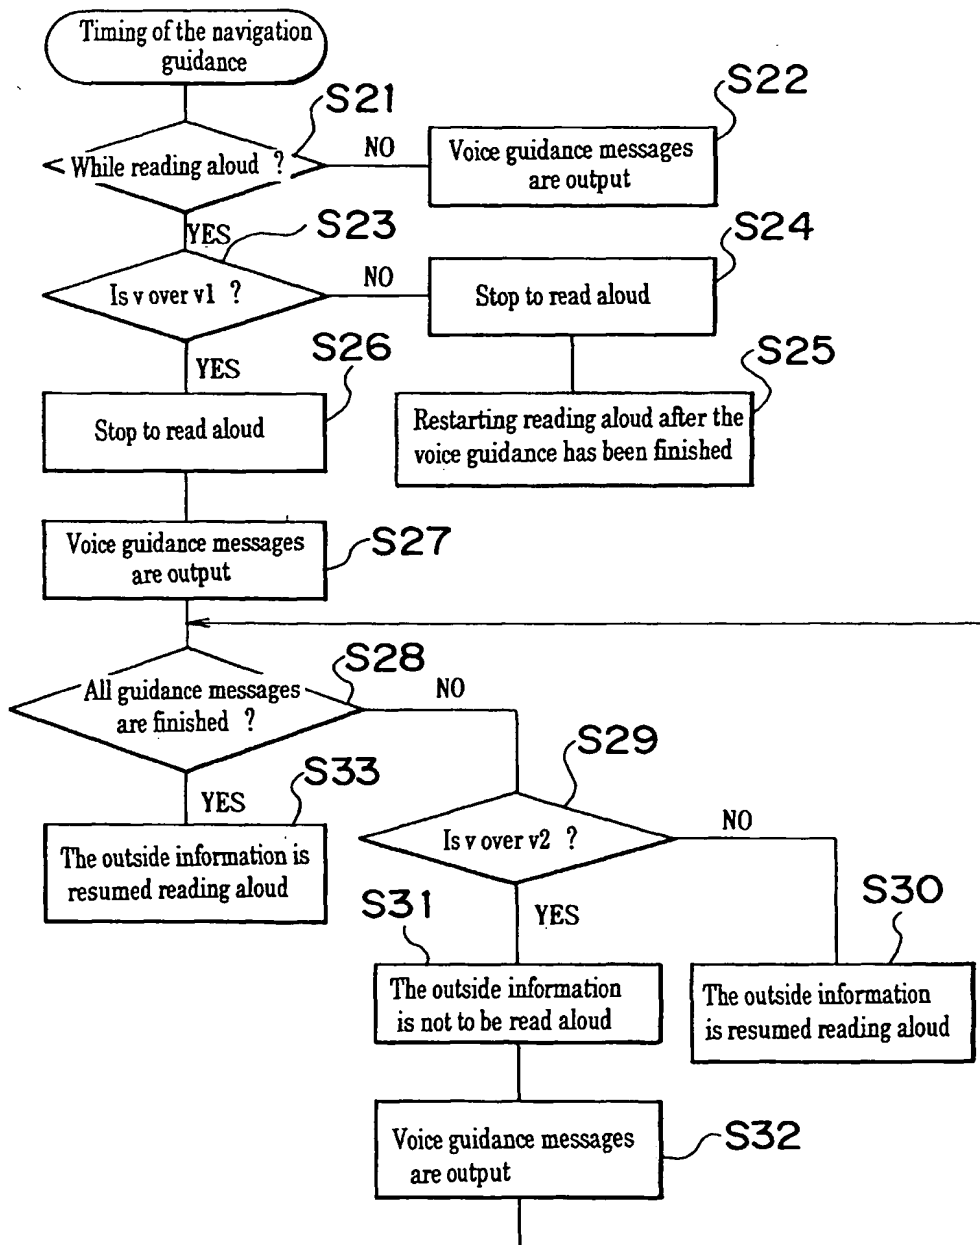 Timing of the navigation
guidance
S21
While reading aloud ?
NO
S22
Voice guidance messages
are output
YES
S23
Is v over v1 ?
NO
S24
Stop to read aloud
S25
Restarting reading aloud after the
voice guidance has been finished
YES
S26
Stop to read aloud
S27
Voice guidance messages
are output
S28
All guidance messages
are finished ?
NO
S29
Is v over v2 ?
NO
S33
YES
The outside information is
resumed reading aloud
S31
YES
S30
The outside information
is not to be read aloud
The outside information
is resumed reading aloud
S32
Voice guidance messages
are output